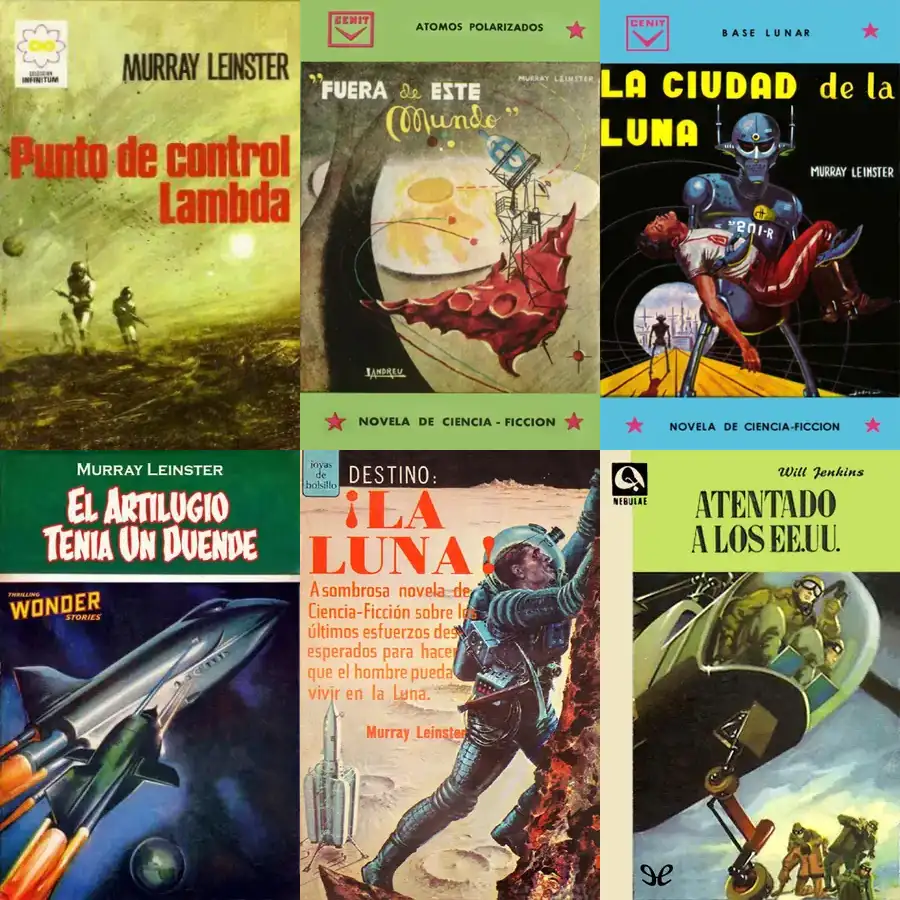 COLECCIÓN
INFINITUM
MURRAY LEINSTER
Punto de control
Lambda
CENIT
ATOMOS POLARIZADOS
MURRAY LEINSTER
"FUERA de ESTE
Mundo"
LANDREU
NOVELA DE CIENCIA - FICCION
CENIT
BASE LUNAR
LA CIUDAD de la
LUNA
MURRAY LEINSTER
201-R
NOVELA DE CIENCIA-FICCION
MURRAY LEINSTER
EL ARTILUGIO
TENIA UN DUENDE
THRILLING
WONDER
STORIES
joyas
de
bolsillo
DESTINO:
¡LA
LUNA!
Asombrosa novela de
Ciencia-Ficción sobre los
últimos esfuerzos des
esperados para hacer
que el hombre pueda
vivir en la Luna.
Murray Leinster
NEBULAE
Will Jenkins
ATENTADO
A LOS EE.UU.